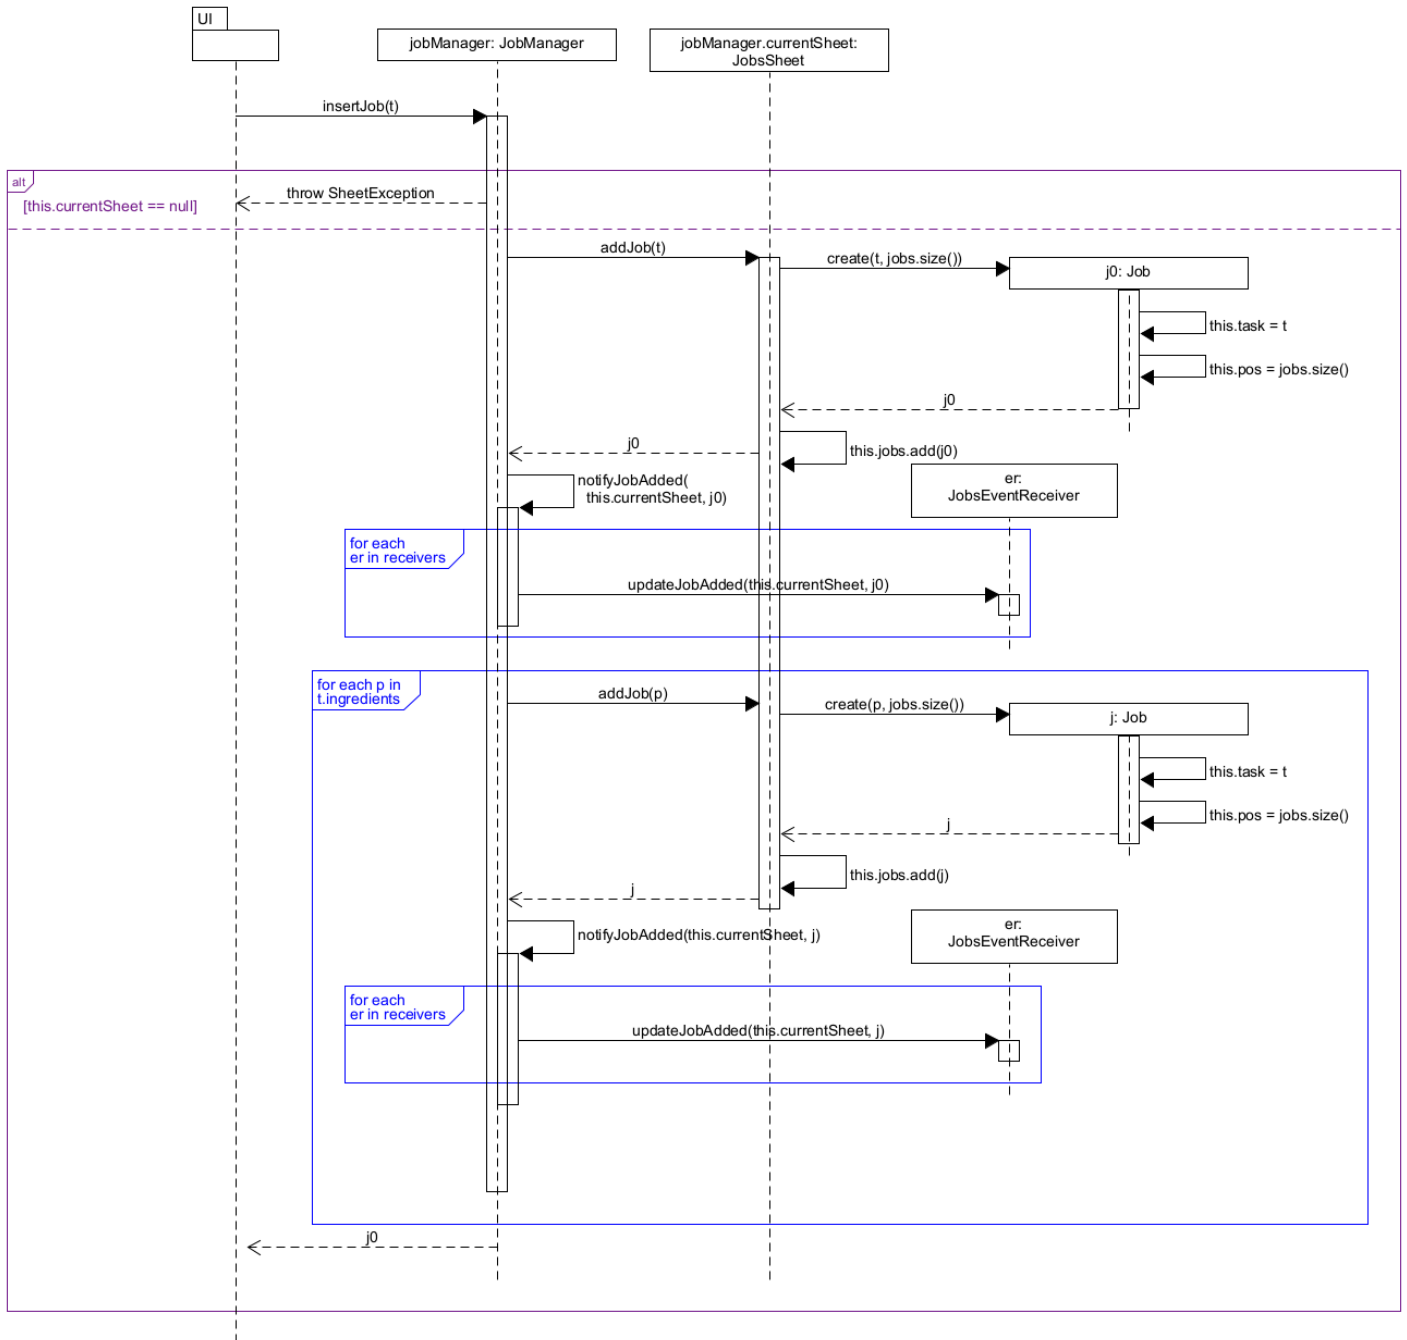 UI
jobManager: JobManager
jobManager.currentSheet:
JobsSheet
insertJob(t)
alt
throw SheetException
[this.currentSheet == null]
addJob(t)
create(t, jobs.size())
j0: Job
this.task = t
this.pos = jobs.size()
j0
j0
this.jobs.add(j0)
notifyJobAdded(
this.currentSheet, j0)
er:
JobsEventReceiver
for each
er in receivers
updateJobAdded(this.currentSheet, j0)
for each p in
t.ingredients
addJob(p)
create(p, jobs.size())
j: Job
this.task = t
this.pos = jobs.size()
j
this.jobs.add(j)
j
notifyJobAdded(this.currentSheet, j)
er:
JobsEventReceiver
for each
er in receivers
updateJobAdded(this.currentSheet, j)
j0